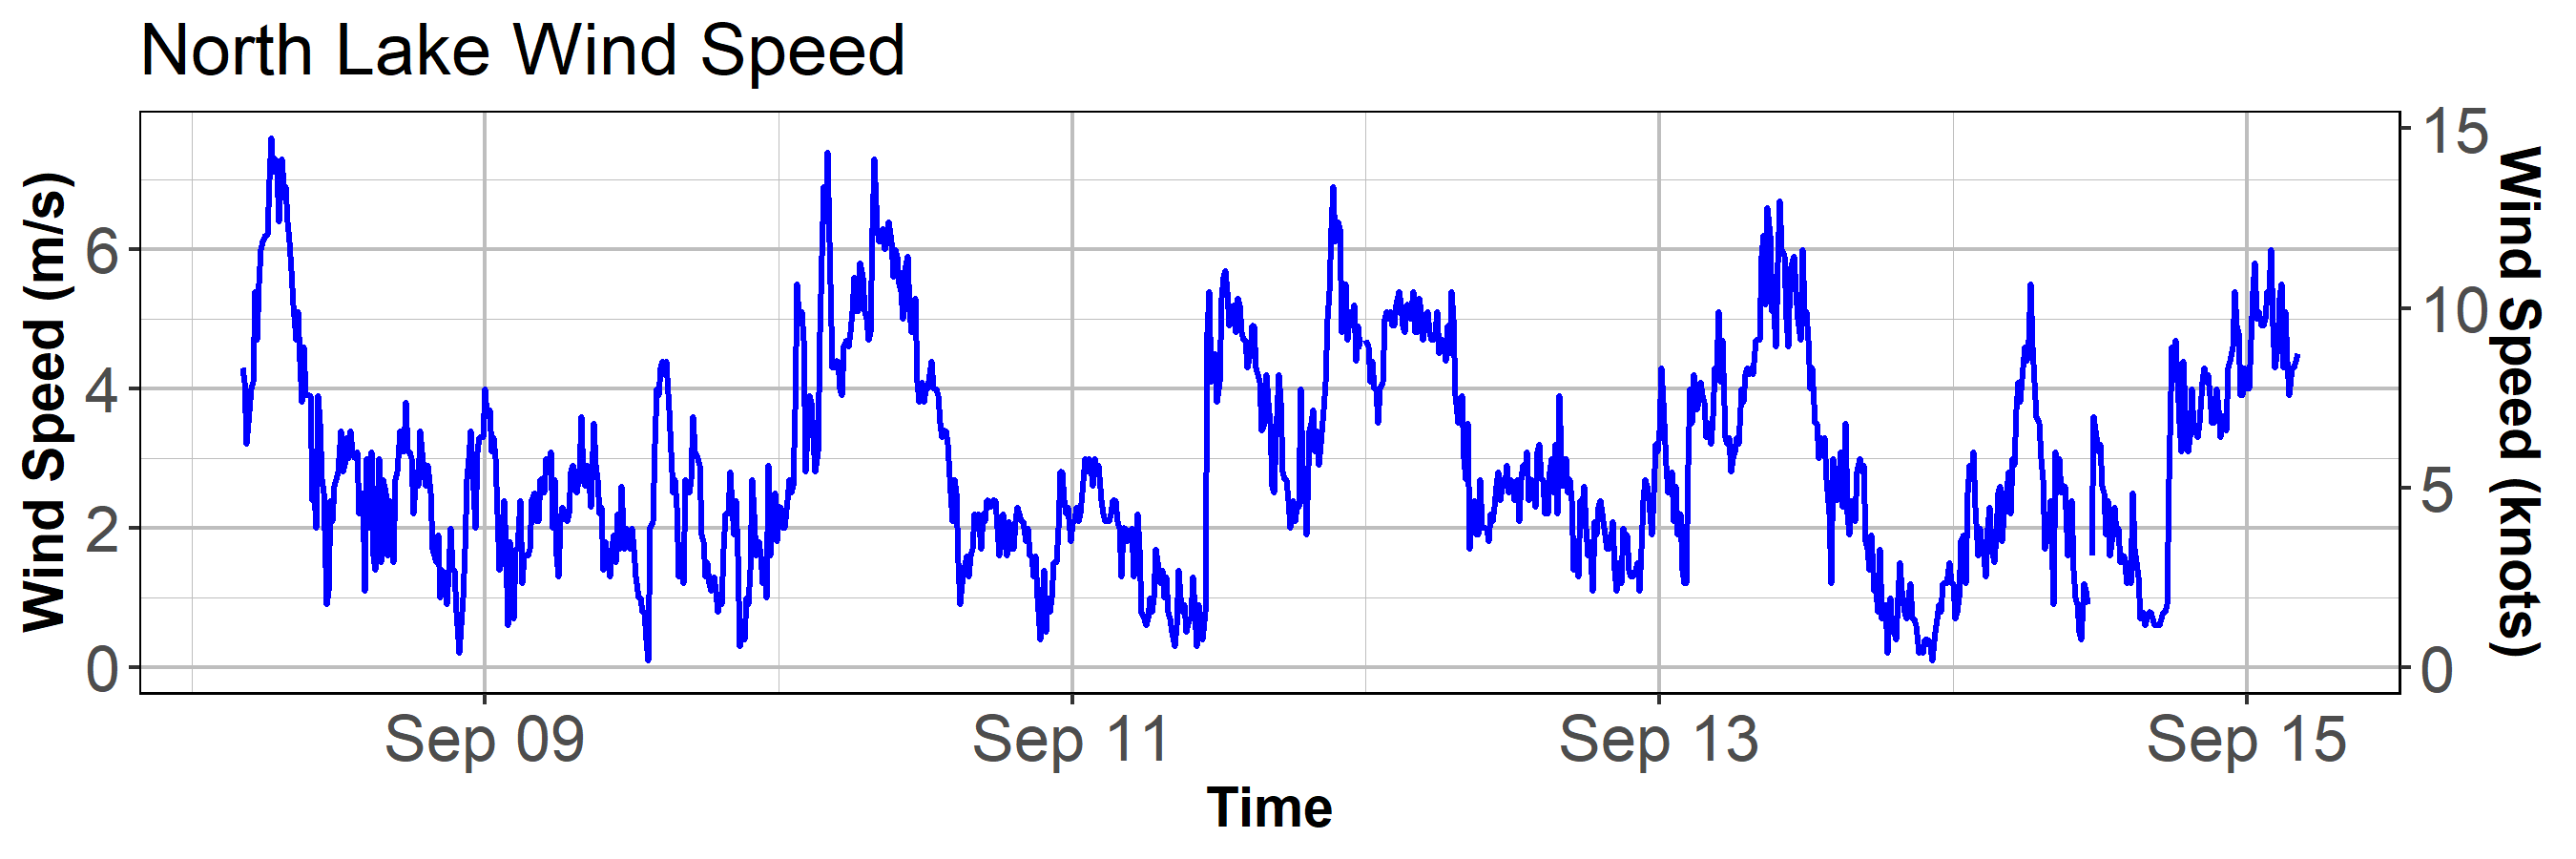 North Lake Wind Speed
Wind Speed (m/s)
6
4
2
0
15
10
5
0
Wind Speed (knots)
Sep 09
Sep 11
Sep 13
Sep 15
Time